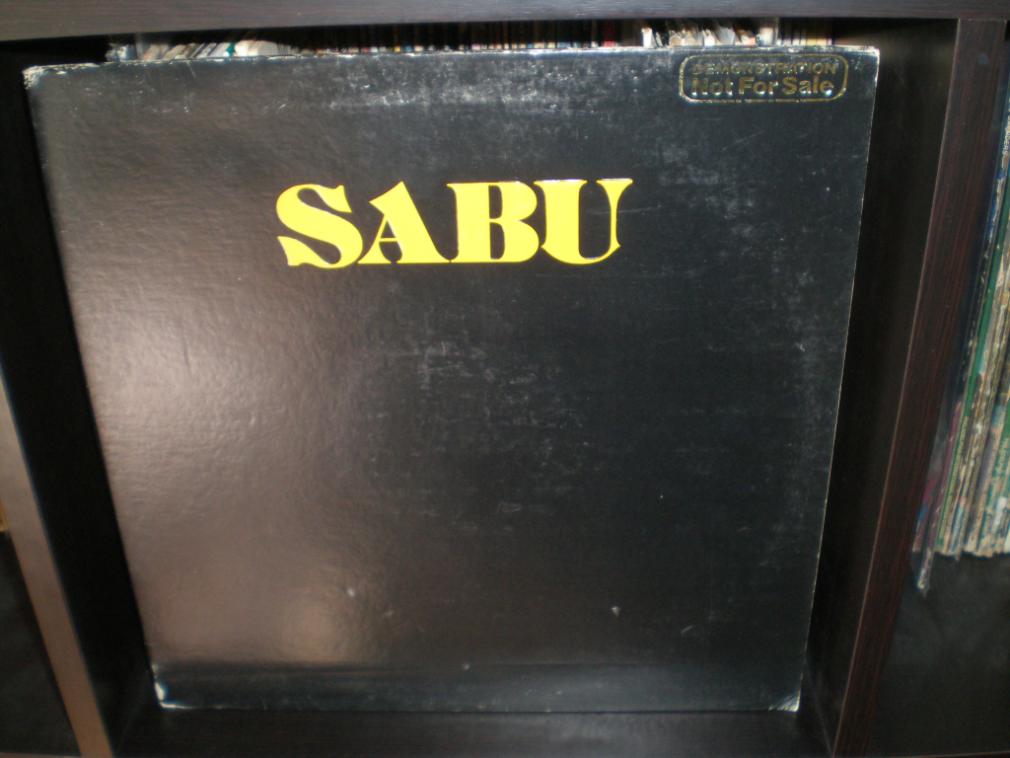 DEMONSTRATION
Not For Sale
SABU